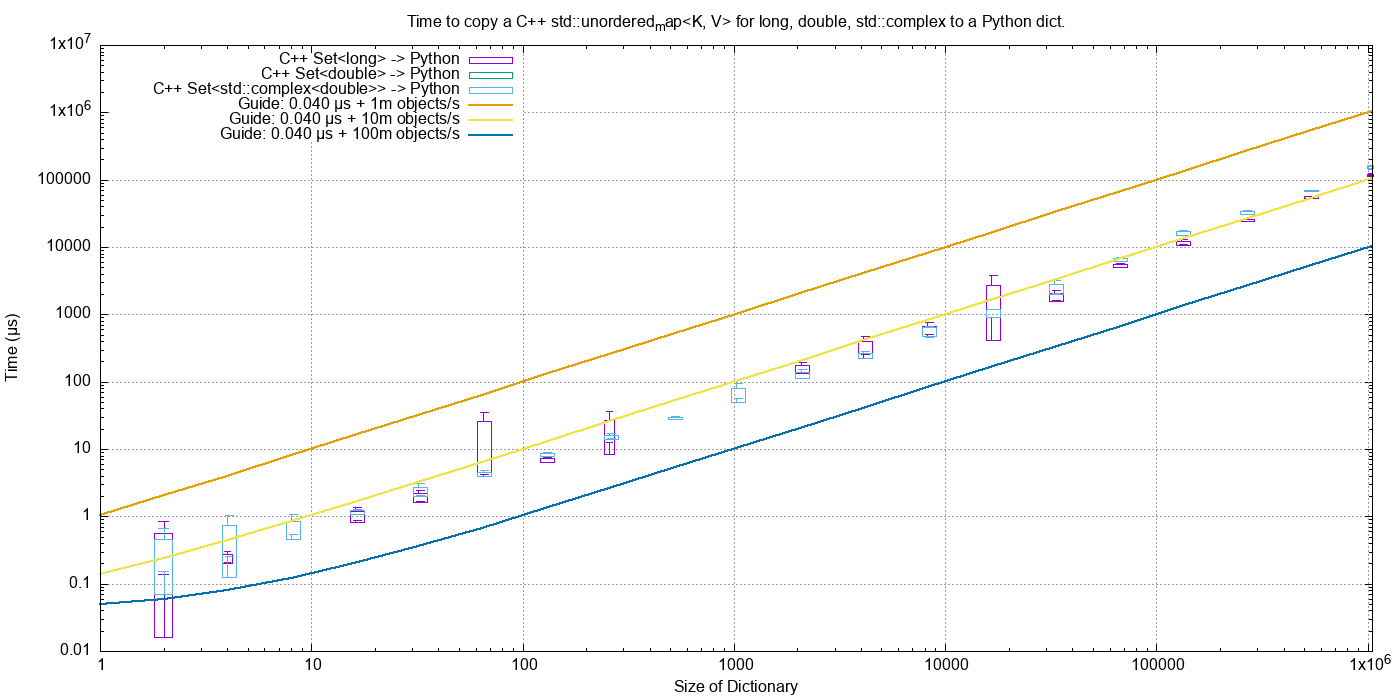 Time to copy a C++ std::unordered_map<K, V> for long, double, std::complex to a Python dict.
C++ Set<long> -> Python
C++ Set<double> -> Python
C++ Set<std::complex<double>> -> Python
Guide: 0.040 µs + 1m objects/s
Guide: 0.040 µs + 10m objects/s
Guide: 0.040 µs + 100m objects/s
Time (µs)
1x10^7
1x10^6
100000
10000
1000
100
10
1
0.1
0.01
1 10 100 1000 10000 100000 1x10^6
Size of Dictionary